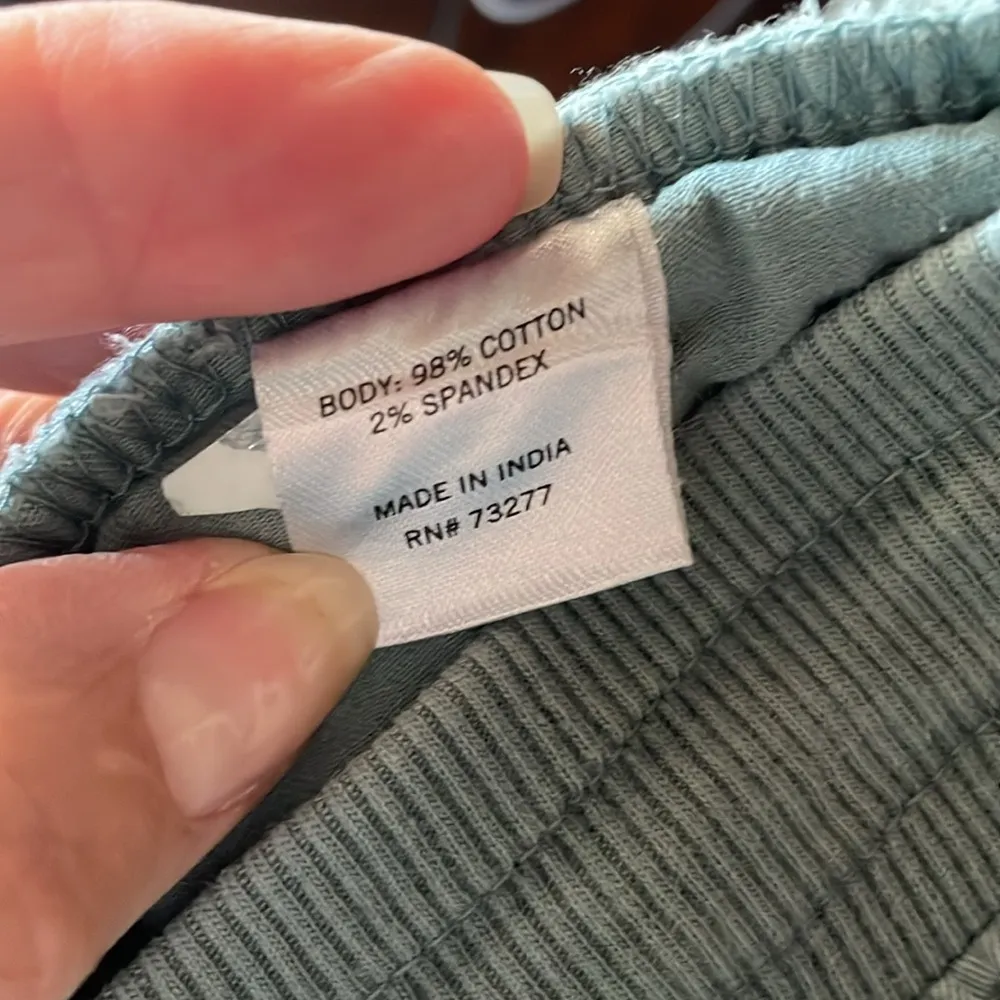 BODY: 98% COTTON
2% SPANDEX
MADE IN INDIA
RN# 73277